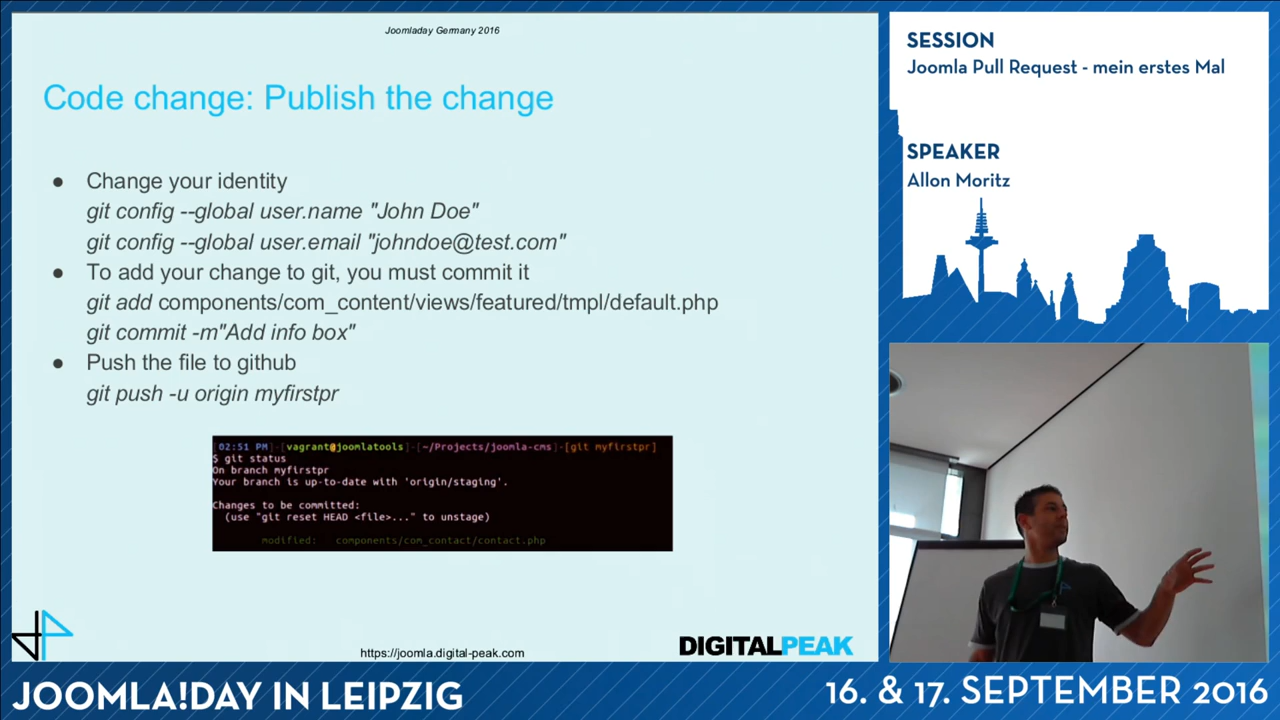 Joomladay Germany 2016
Code change: Publish the change
● Change your identity
git config --global user.name "John Doe"
git config --global user.email "johndoe@test.com"
● To add your change to git, you must commit it
git add components/com_content/views/featured/tmpl/default.php
git commit -m"Add info box"
● Push the file to github
git push -u origin myfirstpr
[02:51 PM]-[vagrant@joomlatools]-[~/Projects/joomla-cms]-[git myfirstpr]
$ git status
On branch myfirstpr
Your branch is up-to-date with 'origin/staging'.
Changes to be committed:
(use "git reset HEAD <file>..." to unstage)
modified: components/com_contact/contact.php
https://joomla.digital-peak.com
DIGITALPEAK
SESSION
Joomla Pull Request - mein erstes Mal
SPEAKER
Allon Moritz
JOOMLA!DAY IN LEIPZIG
16. & 17. SEPTEMBER 2016